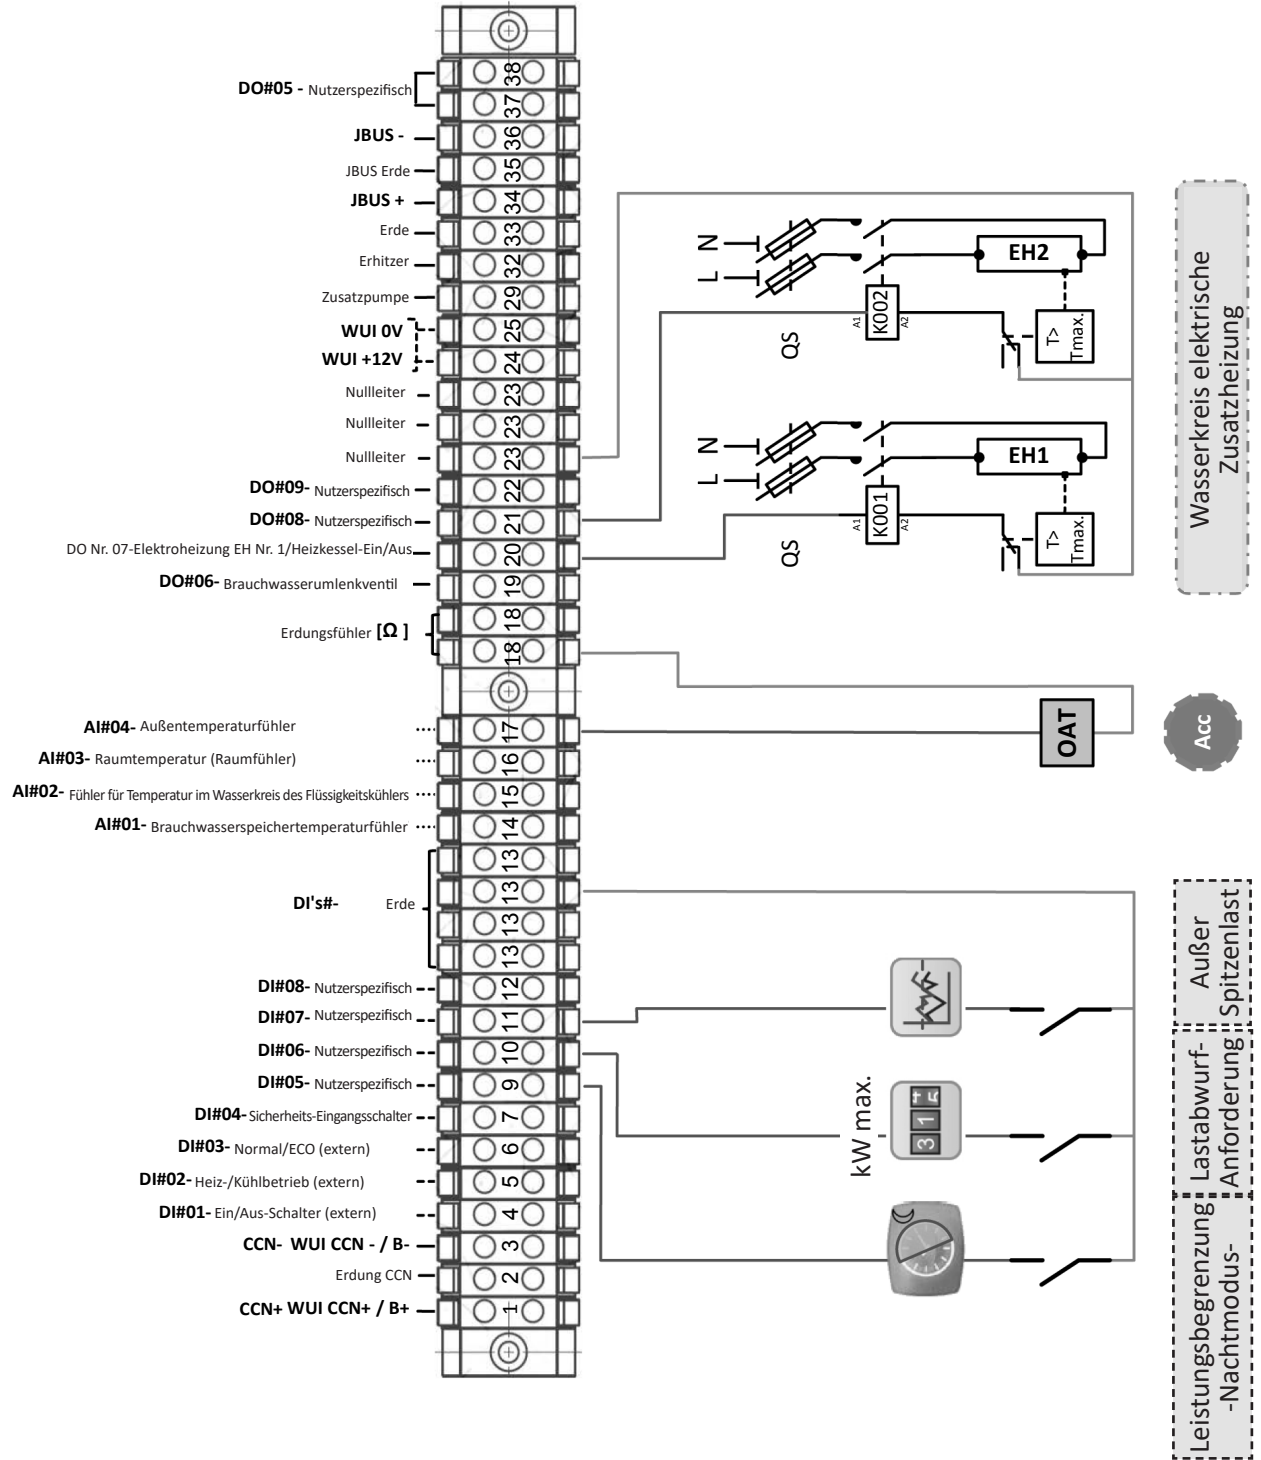 DO#05 - Nutzerspezifisch
JBUS -
JBUS Erde
JBUS +
Erde
Erhitzer
Zusatzpumpe
WUI 0V
WUI +12V
Nullleiter
Nullleiter
Nullleiter
DO#09- Nutzerspezifisch
DO#08- Nutzerspezifisch
DO Nr. 07-Elektroheizung EH Nr. 1/Heizkessel-Ein/Aus
DO#06- Brauchwasserumlenkventil
Erdungsfühler [Ω ]
AI#04- Außentemperaturfühler
AI#03- Raumtemperatur (Raumfühler)
AI#02- Fühler für Temperatur im Wasserkreis des Flüssigkeitskühlers
AI#01- Brauchwasserspeichertemperaturfühler
DI's#- Erde
DI#08- Nutzerspezifisch
DI#07- Nutzerspezifisch
DI#06- Nutzerspezifisch
DI#05- Nutzerspezifisch
DI#04- Sicherheits-Eingangsschalter
DI#03- Normal/ECO (extern)
DI#02- Heiz-/Kühlbetrieb (extern)
DI#01- Ein/Aus-Schalter (extern)
CCN- WUI CCN - / B-
Erdung CCN
CCN+ WUI CCN+ / B+
38
37
36
35
34
33
32
29
25
24
23
23
23
22
21
20
19
18
18
17
16
15
14
13
13
13
13
12
11
10
9
7
6
5
4
3
2
1
N
L
QS
A1
K002
A2
EH2
T>
Tmax.
N
L
QS
A1
K001
A2
EH1
T>
Tmax.
OAT
kW max.
3 1 4 5
Wasserkreis elektrische
Zusatzheizung
Acc
Außer
Spitzenlast
Lastabwurf-
Anforderung
Leistungsbegrenzung
-Nachtmodus-